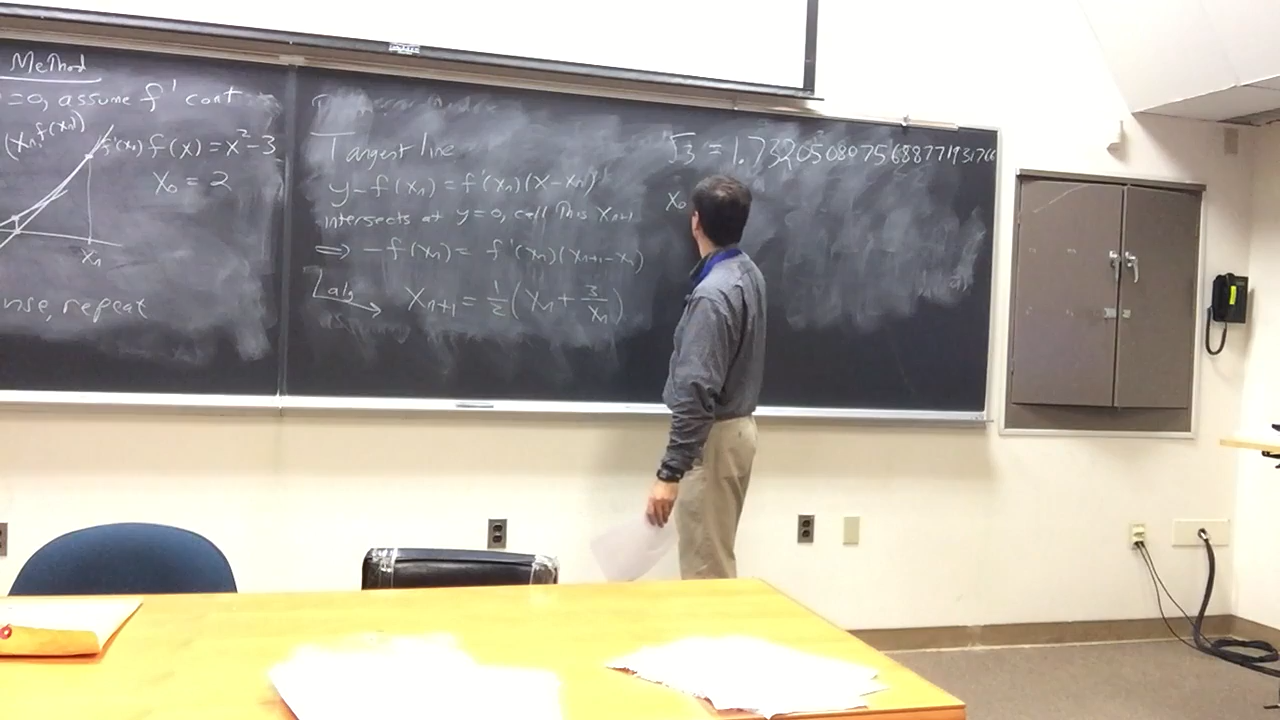 Method
=0, assume f' cont
(xₙ, f(xₙ))
f'(xₙ) f(x) = x²-3
x₀ = 2
xₙ
nse, repeat
Tangent line
y-f(xₙ) = f'(xₙ)(x-xₙ)
intersects at y=0, call this xₙ₊₁
⇒ -f(xₙ) = f'(xₙ)(xₙ₊₁-xₙ)
alg
xₙ₊₁ = 1/2 (xₙ + 3/xₙ)
√3 = 1.732050807568877193176
x₀